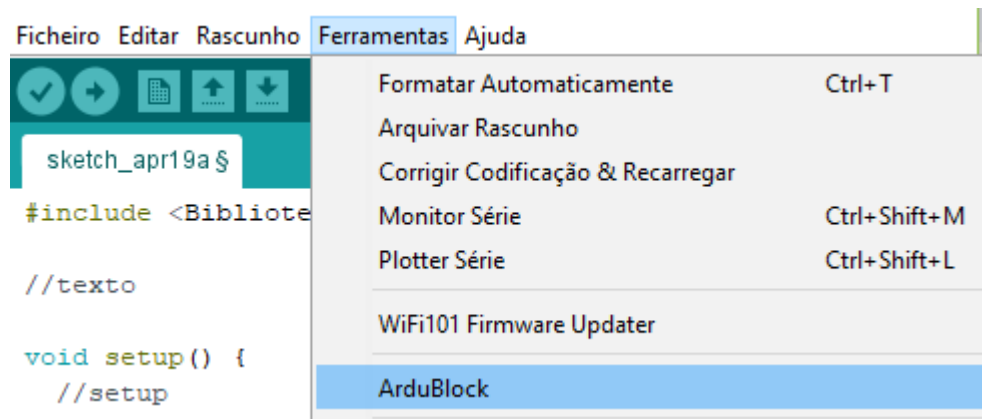 Ficheiro Editar Rascunho Ferramentas Ajuda
Formatar Automaticamente Ctrl+T
Arquivar Rascunho
Corrigir Codificação & Recarregar
Monitor Série Ctrl+Shift+M
Plotter Série Ctrl+Shift+L
WiFi101 Firmware Updater
ArduBlock
sketch_apr19a §
#include <Bibliote
//texto
void setup() {
//setup